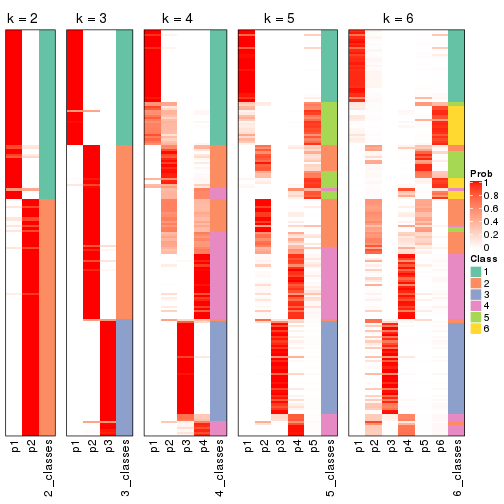 k = 2
k = 3
k = 4
k = 5
k = 6
p1
p2
2_classes
p1
p2
p3
3_classes
p1
p2
p3
p4
4_classes
p1
p2
p3
p4
p5
5_classes
p1
p2
p3
p4
p5
p6
6_classes
Prob
1
0.8
0.6
0.4
0.2
0
Class
1
2
3
4
5
6